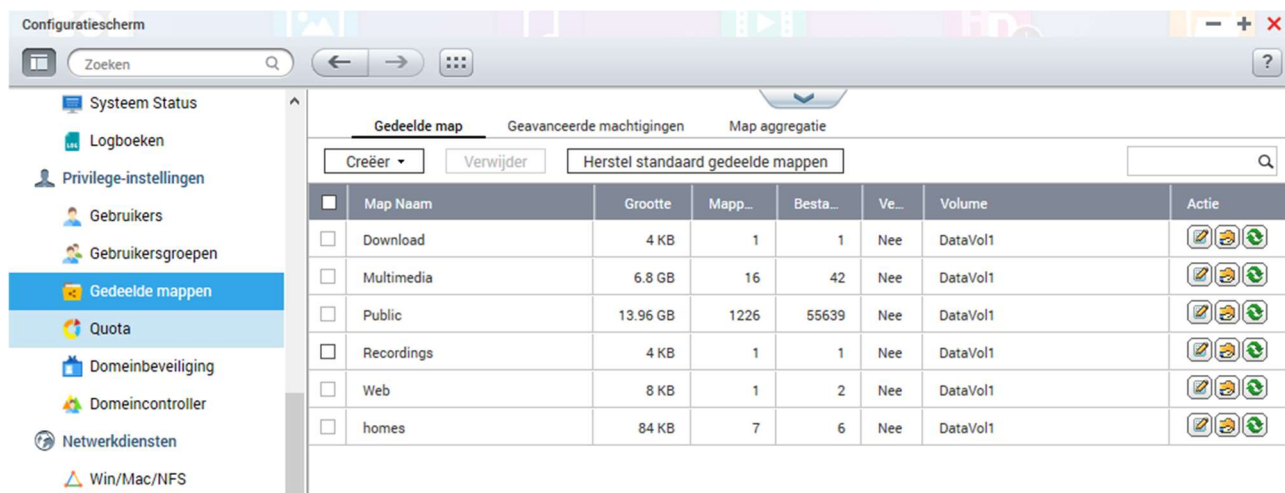 Configuratiescherm
Zoeken
?
Systeem Status
Logboeken
Privilege-instellingen
Gebruikers
Gebruikersgroepen
Gedeelde mappen
Quota
Domeinbeveiliging
Domeincontroller
Netwerkdiensten
Win/Mac/NFS
Gedeelde map Geavanceerde machtigingen Map aggregatie
Creëer Verwijder Herstel standaard gedeelde mappen
Map Naam Grootte Mapp... Besta... Ve... Volume Actie
Download 4 KB 1 1 Nee DataVol1
Multimedia 6.8 GB 16 42 Nee DataVol1
Public 13.96 GB 1226 55639 Nee DataVol1
Recordings 4 KB 1 1 Nee DataVol1
Web 8 KB 1 2 Nee DataVol1
homes 84 KB 7 6 Nee DataVol1